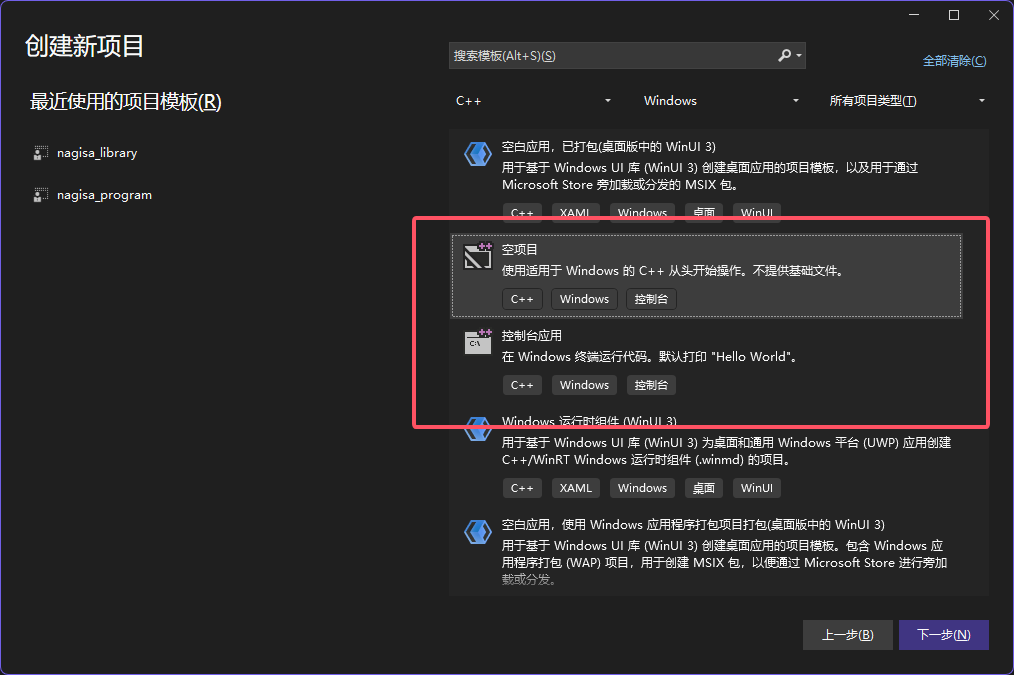 创建新项目
搜索模板(Alt+S)(S)
全部清除(C)
最近使用的项目模板(R)
nagisa_library
nagisa_program
C++ Windows 所有项目类型(T)
空白应用，已打包(桌面版中的 WinUI 3)
用于基于 Windows UI 库 (WinUI 3) 创建桌面应用的项目模板，以及用于通过
Microsoft Store 旁加载或分发的 MSIX 包。
C++ XAML Windows 桌面 WinUI
空项目
使用适用于 Windows 的 C++ 从头开始操作。不提供基础文件。
C++ Windows 控制台
控制台应用
在 Windows 终端运行代码。默认打印 "Hello World"。
C++ Windows 控制台
Windows 运行时组件 (WinUI 3)
用于基于 Windows UI 库 (WinUI 3) 为桌面和通用 Windows 平台 (UWP) 应用创建
C++/WinRT Windows 运行时组件 (.winmd) 的项目。
C++ XAML Windows 桌面 WinUI
空白应用，使用 Windows 应用程序打包项目打包(桌面版中的 WinUI 3)
用于基于 Windows UI 库 (WinUI 3) 创建桌面应用的项目模板。包含 Windows 应
用程序打包 (WAP) 项目，用于创建 MSIX 包，以便通过 Microsoft Store 进行旁加
载或分发。
上一步(B) 下一步(N)